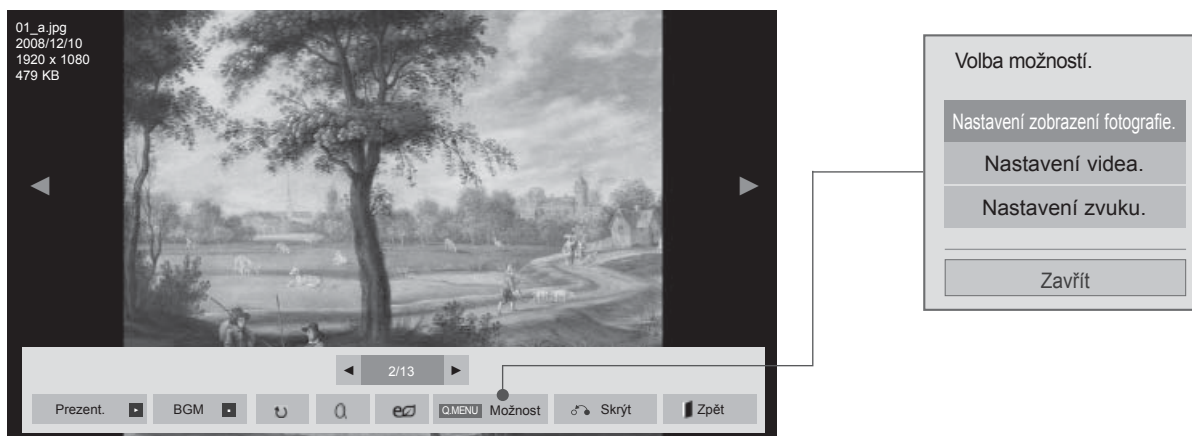 01_a.jpg
2008/12/10
1920 x 1080
479 KB
2/13
Prezent.
BGM
Q.MENU Možnost
Skrýt
Zpět
Volba možností.
Nastavení zobrazení fotografie.
Nastavení videa.
Nastavení zvuku.
Zavřít